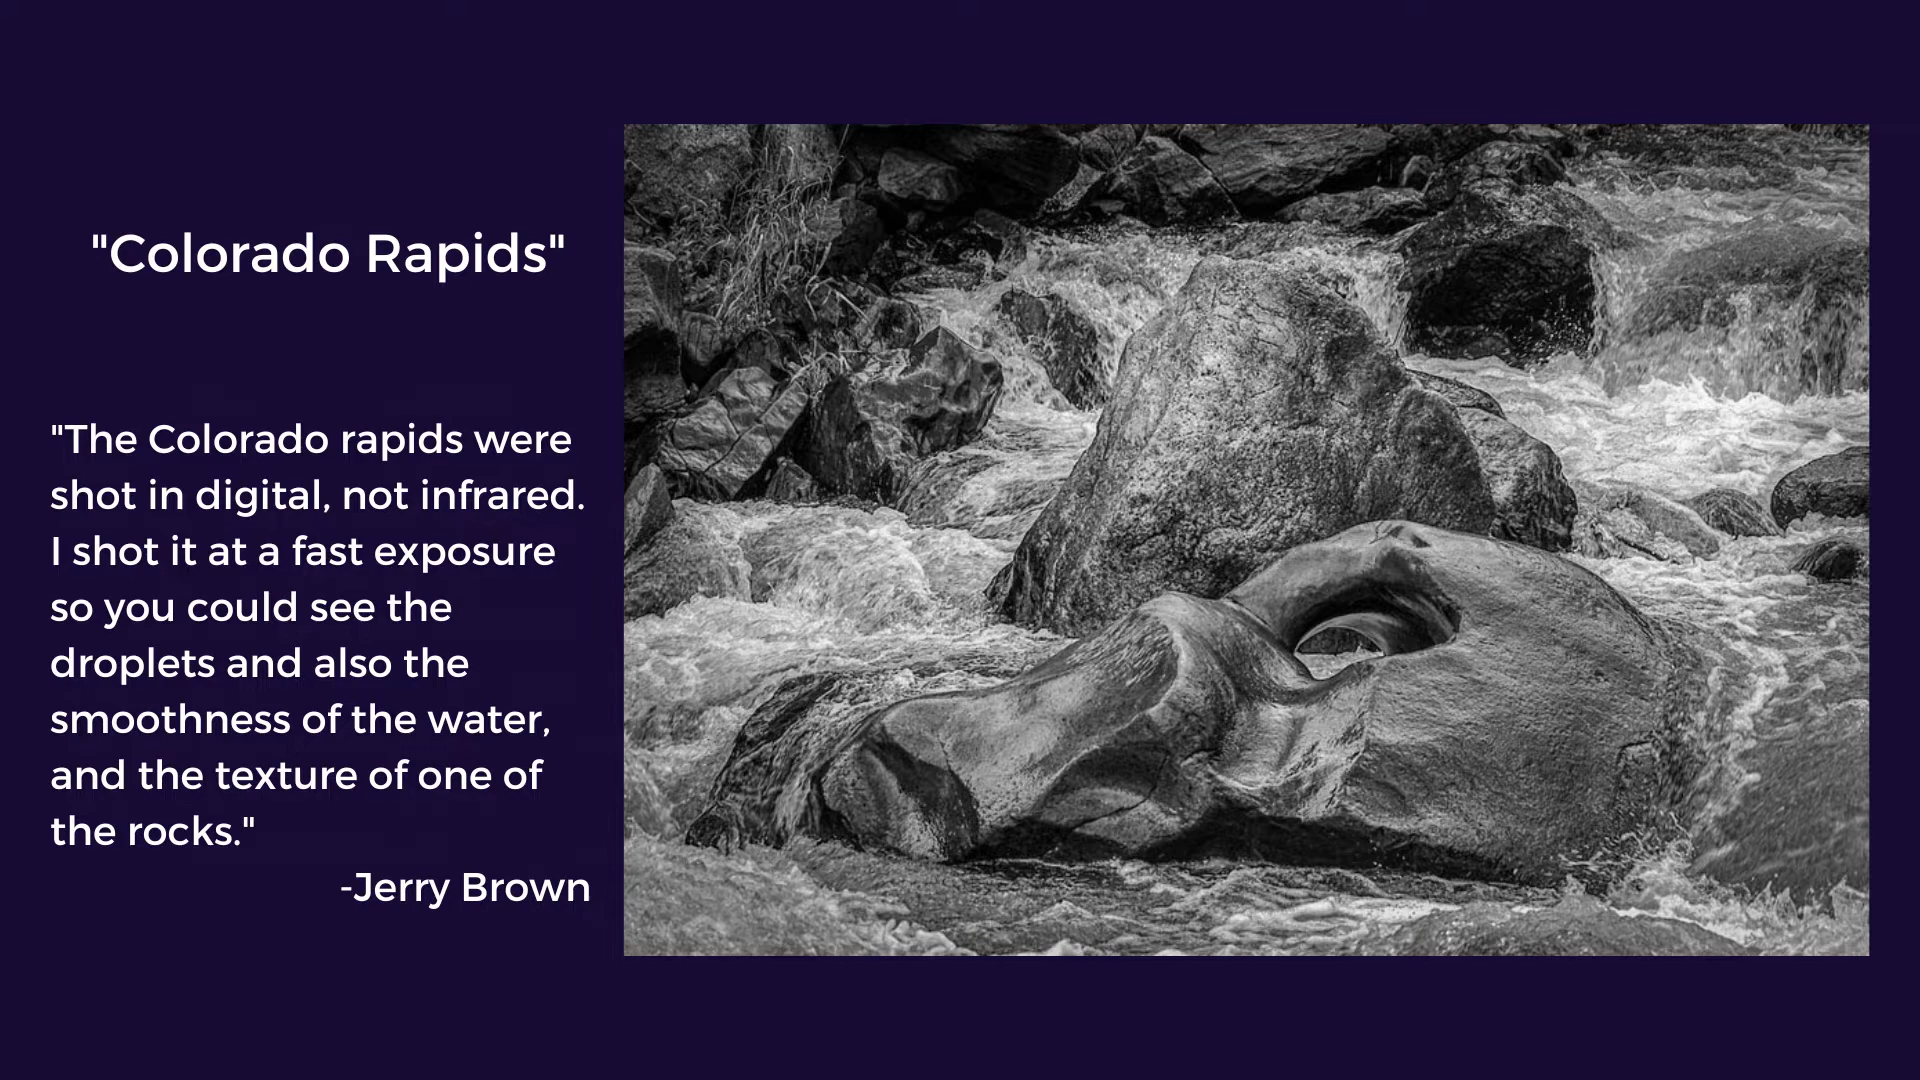 "Colorado Rapids"
"The Colorado rapids were
shot in digital, not infrared.
I shot it at a fast exposure
so you could see the
droplets and also the
smoothness of the water,
and the texture of one of
the rocks."
-Jerry Brown